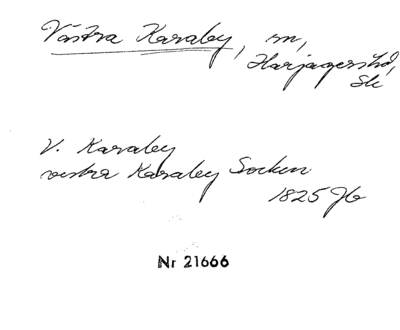 Västra Karaby, sn,
Harjagers hd,
Sk
V. Karaby
vestra Karaby Socken
1825 Jb
Nr 21666